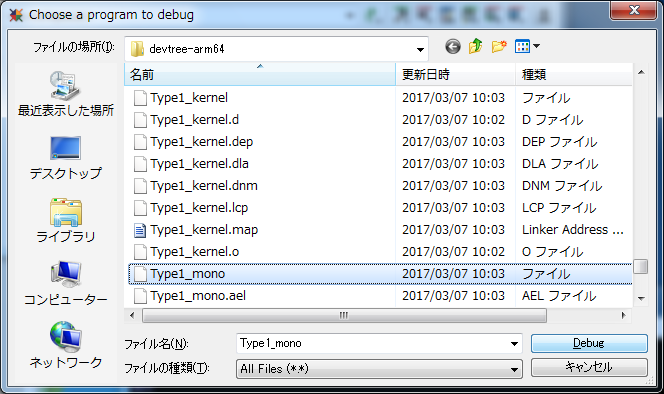 Choose a program to debug
ファイルの場所(I):
devtree-arm64
名前 更新日時 種類
Type1_kernel 2017/03/07 10:03 ファイル
Type1_kernel.d 2017/03/07 10:02 D ファイル
Type1_kernel.dep 2017/03/07 10:03 DEP ファイル
Type1_kernel.dla 2017/03/07 10:03 DLA ファイル
Type1_kernel.dnm 2017/03/07 10:03 DNM ファイル
Type1_kernel.lcp 2017/03/07 10:03 LCP ファイル
Type1_kernel.map 2017/03/07 10:03 Linker Address ...
Type1_kernel.o 2017/03/07 10:02 O ファイル
Type1_mono 2017/03/07 10:03 ファイル
Type1_mono.ael 2017/03/07 10:03 AEL ファイル
最近表示した場所
デスクトップ
ライブラリ
コンピューター
ネットワーク
ファイル名(N): Type1_mono Debug
ファイルの種類(T): All Files (*.*) キャンセル